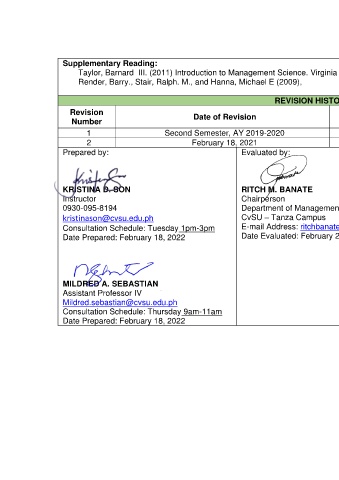 Supplementary Reading:
Taylor, Barnard III. (2011) Introduction to Management Science. Virginia
Render, Barry., Stair, Ralph. M., and Hanna, Michael E (2009),
REVISION HISTO
Revision Number
Date of Revision
1
Second Semester, AY 2019-2020
2
February 18, 2021
Prepared by:
KRISTINA D. SON
Instructor
0930-095-8194
kristinason@cvsu.edu.ph
Consultation Schedule: Tuesday 1pm-3pm
Date Prepared: February 18, 2022
MILDRED A. SEBASTIAN
Assistant Professor IV
Mildred.sebastian@cvsu.edu.ph
Consultation Schedule: Thursday 9am-11am
Date Prepared: February 18, 2022
Evaluated by:
RITCH M. BANATE
Chairperson
Department of Managemen
CvSU – Tanza Campus
E-mail Address: ritchbanate
Date Evaluated: February 2